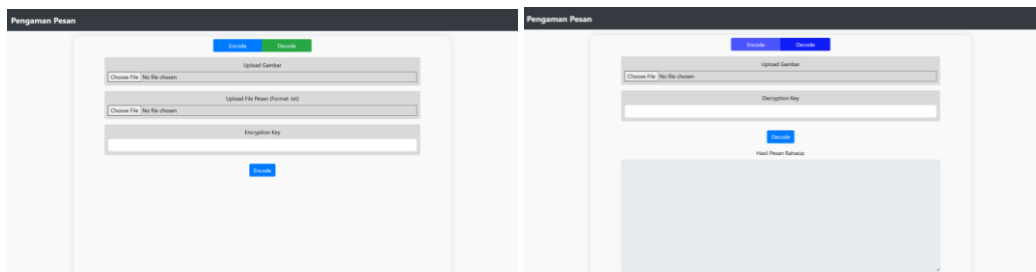 Pengaman Pesan
Encode Decode
Upload Gambar
Choose File No file chosen
Upload File Pesan (Format .txt)
Choose File No file chosen
Encryption Key
Encode
Pengaman Pesan
Encode Decode
Upload Gambar
Choose File No file chosen
Decryption Key
Decode
Hasil Pesan Rahasia